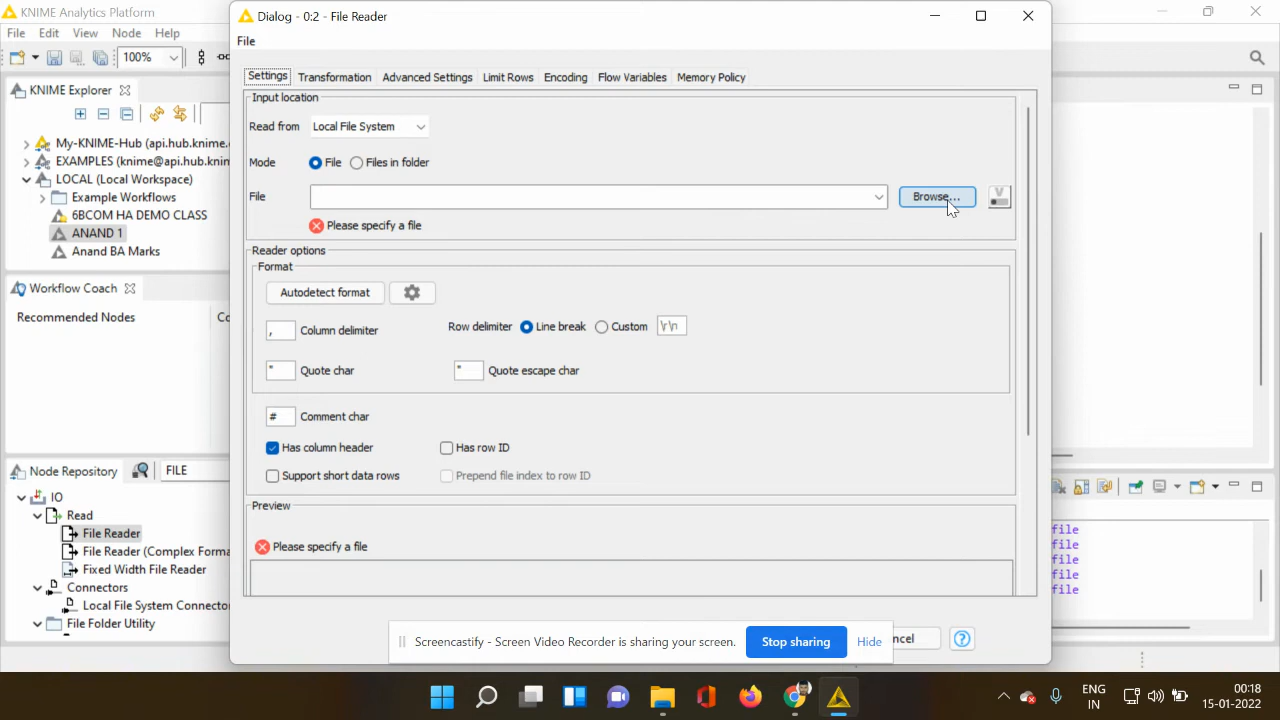 KNIME Analytics Platform
File Edit View Node Help
100%
KNIME Explorer
My-KNIME-Hub (api.hub.knime.
EXAMPLES (knime@api.hub.knim
LOCAL (Local Workspace)
Example Workflows
6BCOM HA DEMO CLASS
ANAND 1
Anand BA Marks
Workflow Coach
Recommended Nodes Co
Node Repository FILE
IO
Read
File Reader
File Reader (Complex Forma
Fixed Width File Reader
Connectors
Local File System Connecto
File Folder Utility
Dialog - 0:2 - File Reader
File
Settings Transformation Advanced Settings Limit Rows Encoding Flow Variables Memory Policy
Input location
Read from Local File System
Mode File Files in folder
File Browse... V
Please specify a file
Reader options
Format
Autodetect format
, Column delimiter Row delimiter Line break Custom \r\n
" Quote char " Quote escape char
# Comment char
Has column header Has row ID
Support short data rows Prepend file index to row ID
Preview
Please specify a file
ncel ?
Screencastify - Screen Video Recorder is sharing your screen. Stop sharing Hide
file
file
file
file
file
ENG
IN
00:18
15-01-2022